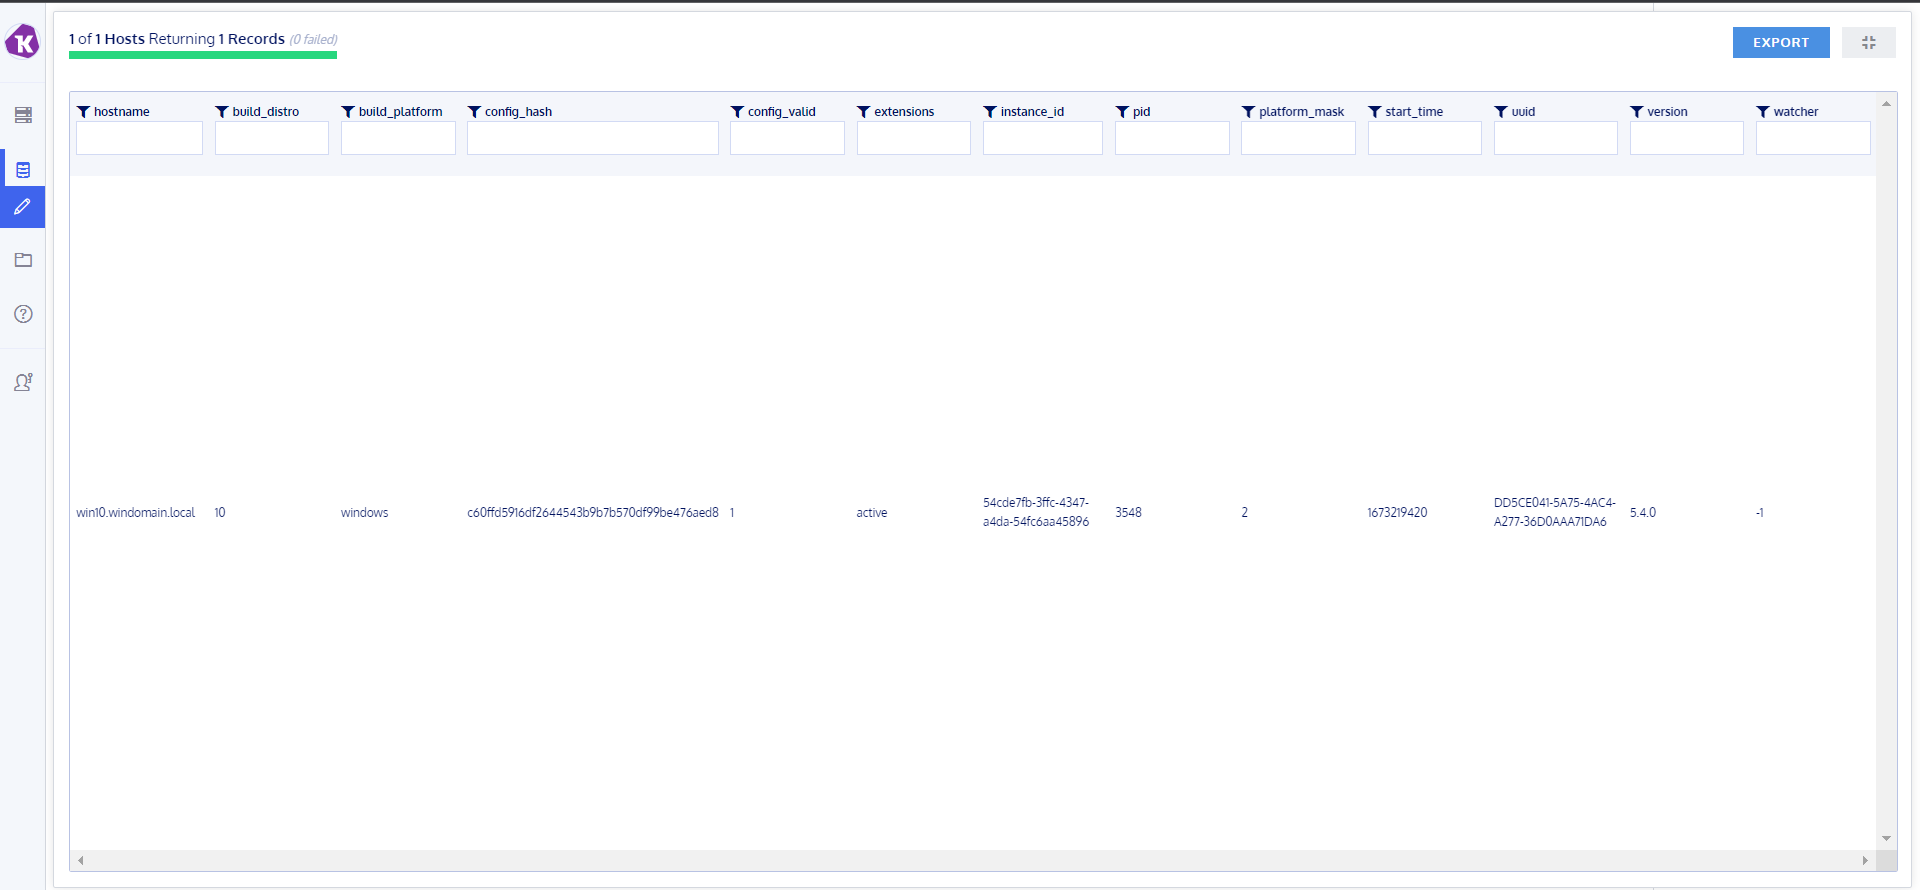 1 of 1 Hosts Returning 1 Records (0 failed)
EXPORT
hostname build_distro build_platform config_hash config_valid extensions instance_id pid platform_mask start_time uuid version watcher
win10.windomain.local 10 windows c60ffd5916df2644543b9b7b570df99be476aed8 1 active 54cde7fb-3ffc-4347-a4da-54fc6aa45896 3548 2 1673219420 DD5CE041-5A75-4AC4-A277-36D0AAA71DA6 5.4.0 -1